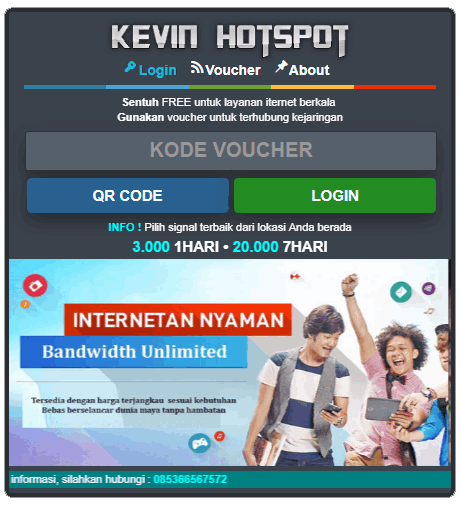 KEVIN HOTSPOT
Login Voucher About
Sentuh FREE untuk layanan iternet berkala
Gunakan voucher untuk terhubung kejaringan
KODE VOUCHER
QR CODE LOGIN
INFO ! Pilih signal terbaik dari lokasi Anda berada
3.000 1HARI • 20.000 7HARI
INTERNETAN NYAMAN
Bandwidth Unlimited
Tersedia dengan harga terjangkau sesuai kebutuhan
Bebas berselancar dunia maya tanpa hambatan
informasi, silahkan hubungi : 085366567572